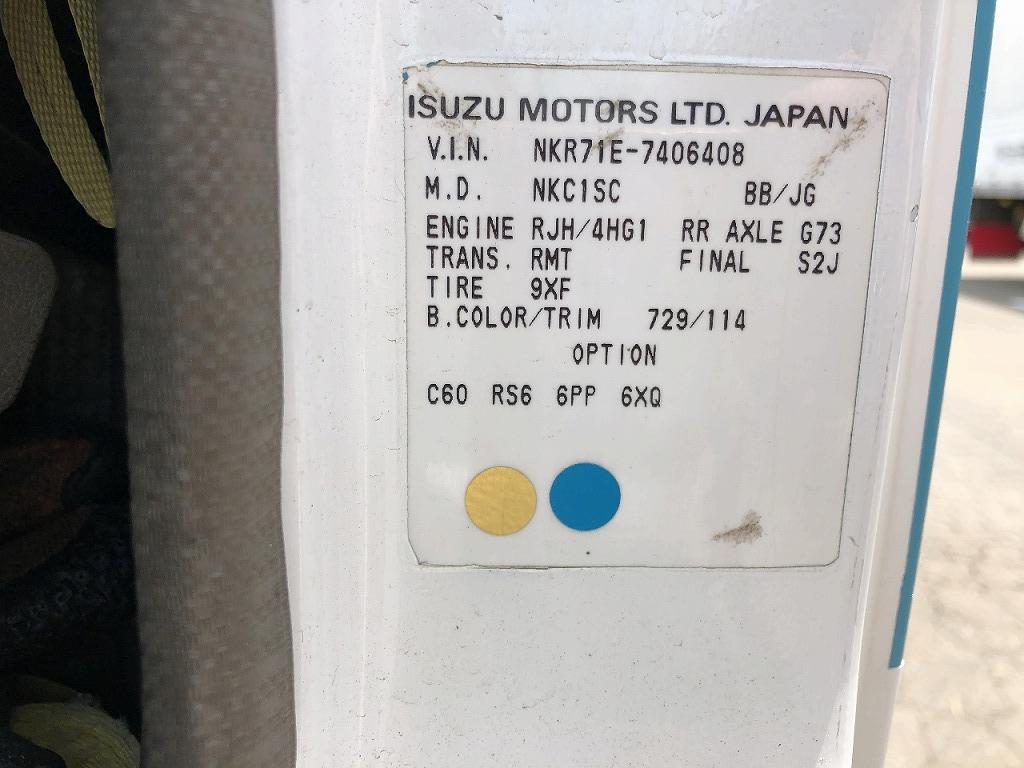 ISUZU MOTORS LTD. JAPAN
V.I.N. NKR71E-7406408
M.D. NKC1SC BB/JG
ENGINE RJH/4HG1 RR AXLE G73
TRANS. RMT FINAL S2J
TIRE 9XF
B.COLOR/TRIM 729/114
OPTION
C60 RS6 6PP 6XQ